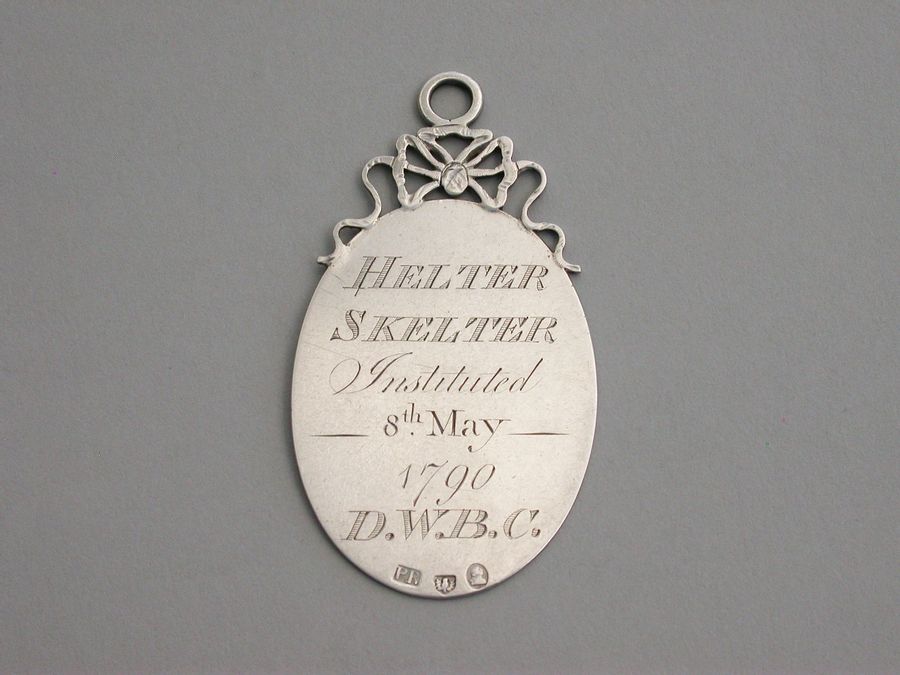 HELTER
SKELTER
Instituted
8th May
1790
D.W.B.C.